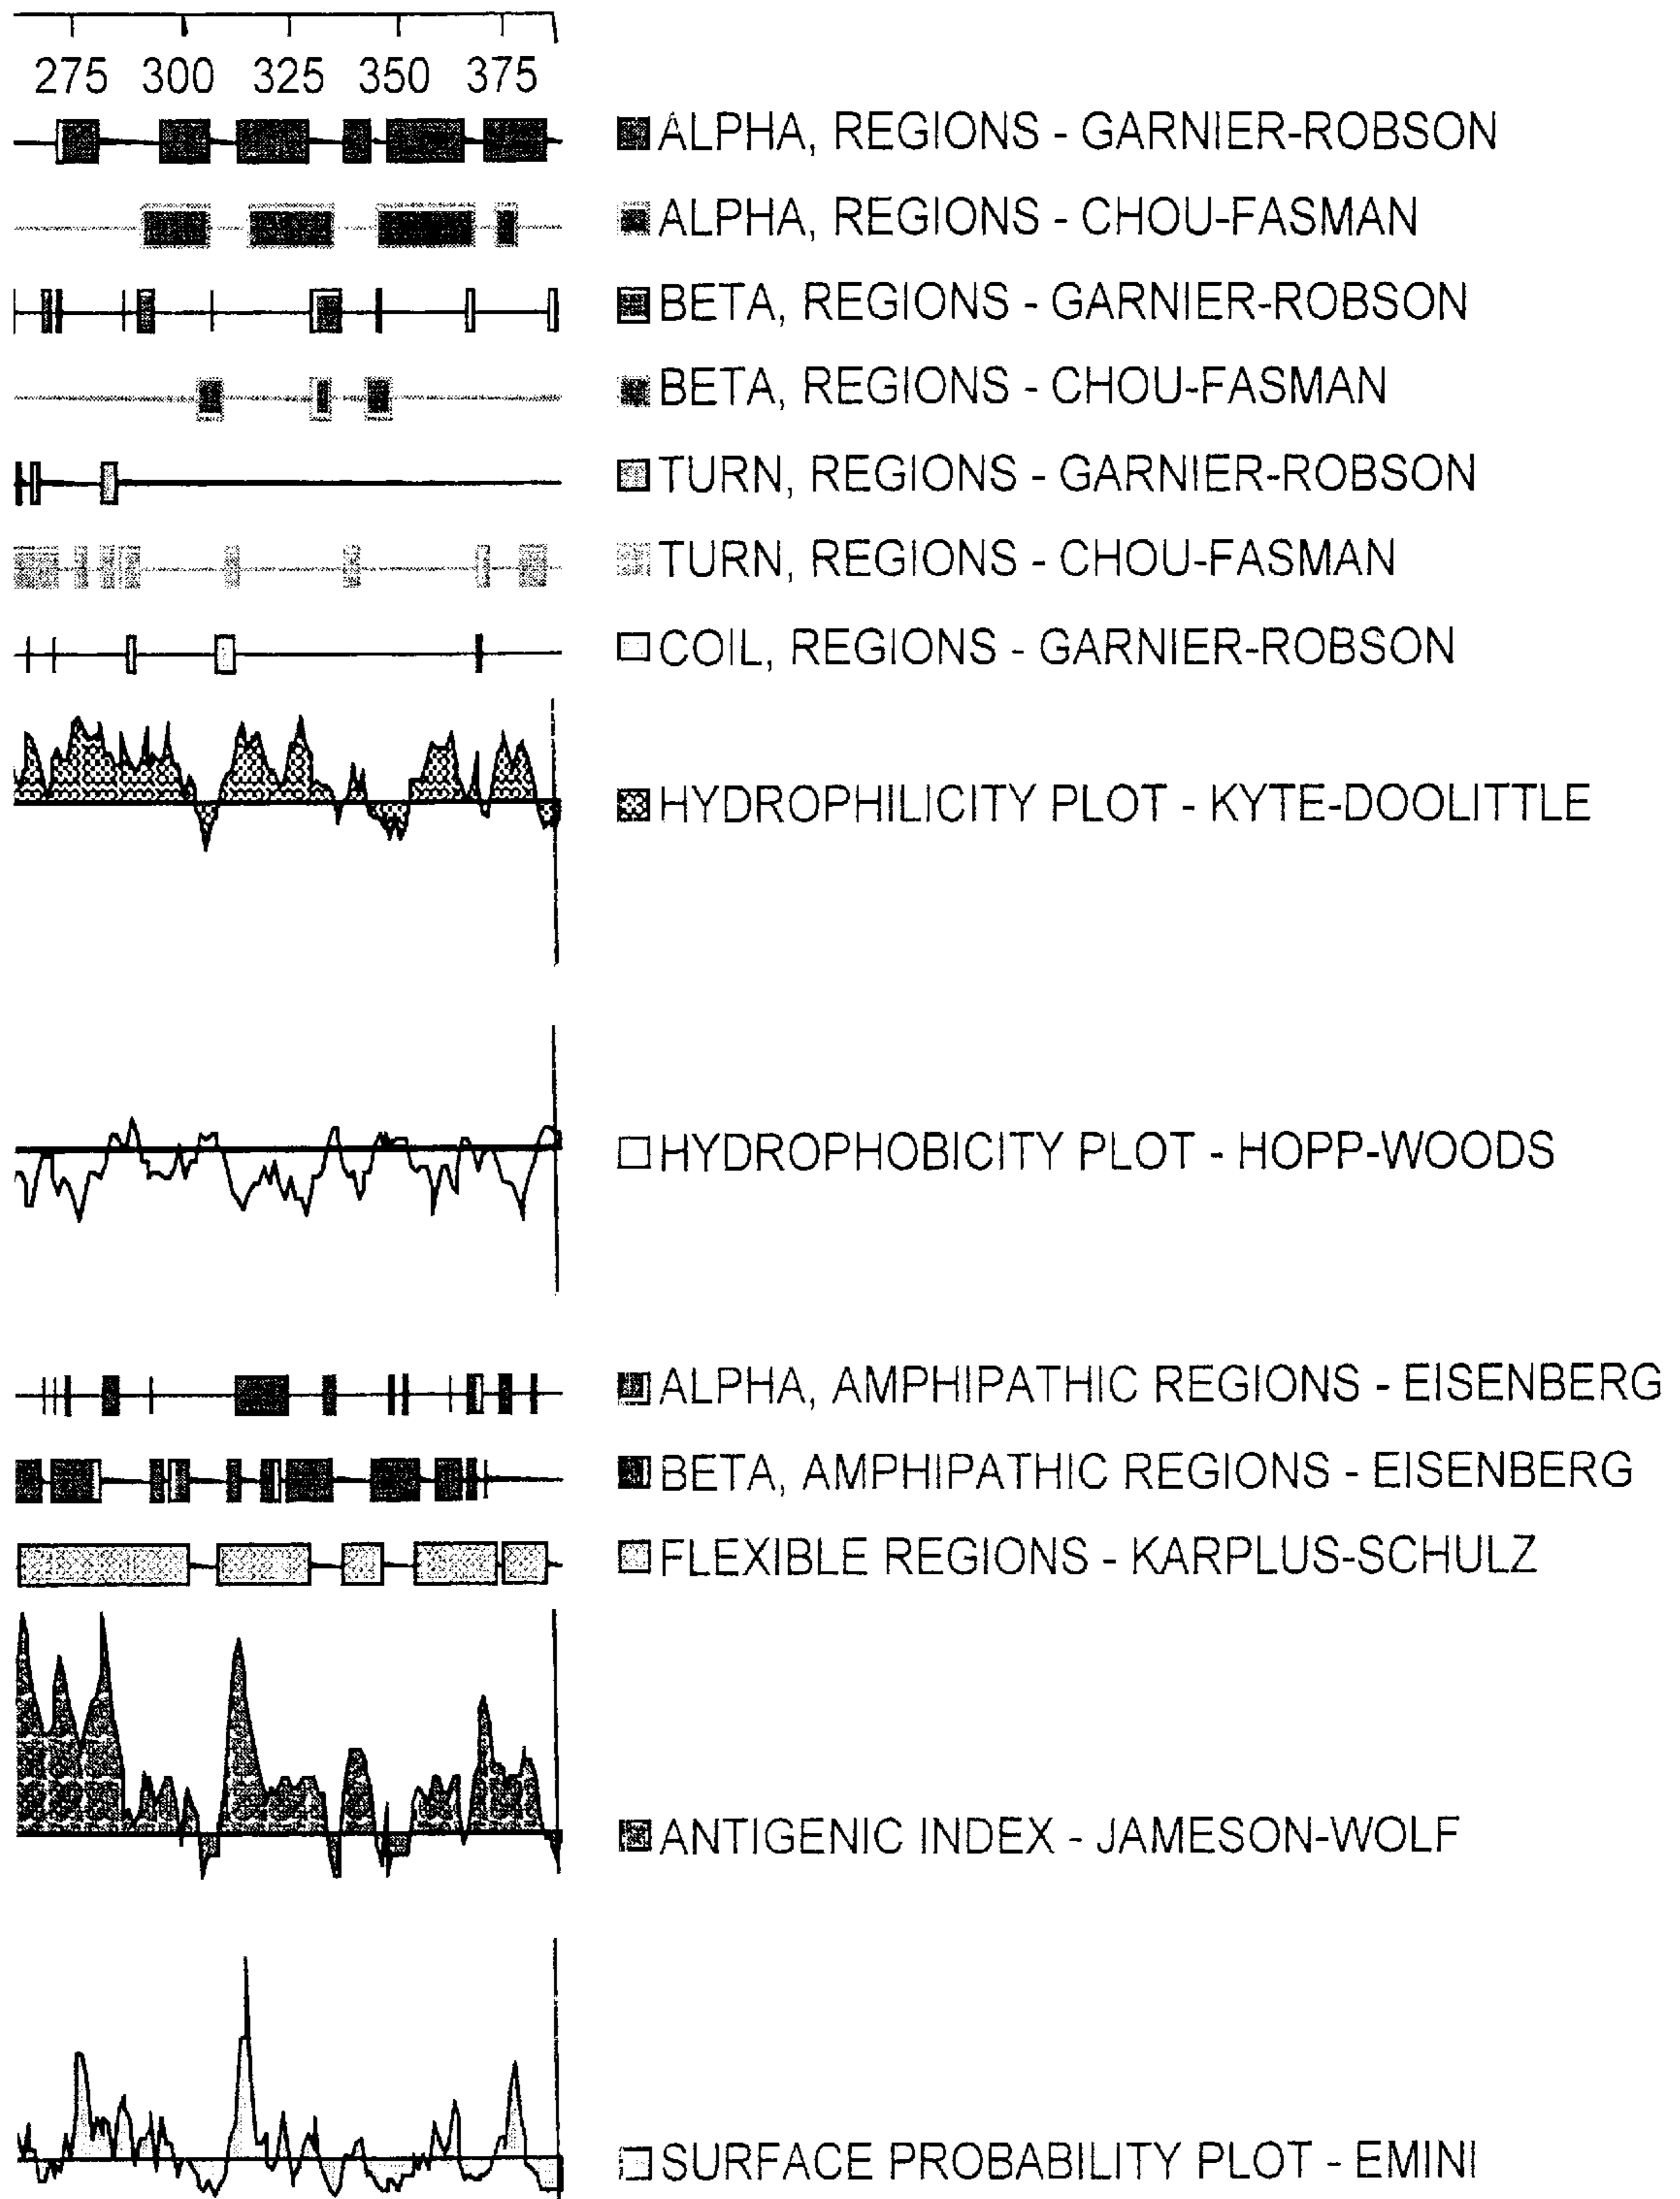 275 300 325 350 375
ALPHA, REGIONS - GARNIER-ROBSON
ALPHA, REGIONS - CHOU-FASMAN
BETA, REGIONS - GARNIER-ROBSON
BETA, REGIONS - CHOU-FASMAN
TURN, REGIONS - GARNIER-ROBSON
TURN, REGIONS - CHOU-FASMAN
COIL, REGIONS - GARNIER-ROBSON
HYDROPHILICITY PLOT - KYTE-DOOLITTLE
HYDROPHOBICITY PLOT - HOPP-WOODS
ALPHA, AMPHIPATHIC REGIONS - EISENBERG
BETA, AMPHIPATHIC REGIONS - EISENBERG
FLEXIBLE REGIONS - KARPLUS-SCHULZ
ANTIGENIC INDEX - JAMESON-WOLF
SURFACE PROBABILITY PLOT - EMINI